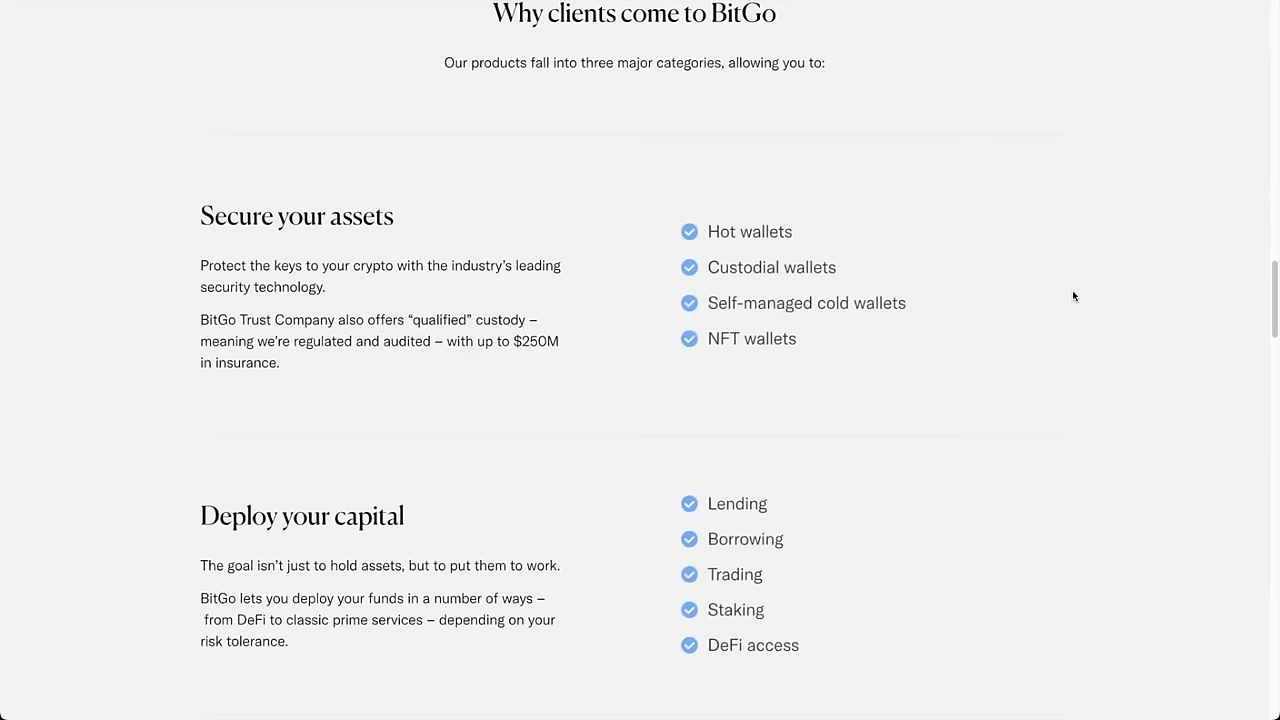 Why clients come to BitGo
Our products fall into three major categories, allowing you to:
Secure your assets
Protect the keys to your crypto with the industry’s leading
security technology.
BitGo Trust Company also offers “qualified” custody –
meaning we’re regulated and audited – with up to $250M
in insurance.
Hot wallets
Custodial wallets
Self-managed cold wallets
NFT wallets
Deploy your capital
The goal isn’t just to hold assets, but to put them to work.
BitGo lets you deploy your funds in a number of ways –
from DeFi to classic prime services – depending on your
risk tolerance.
Lending
Borrowing
Trading
Staking
DeFi access